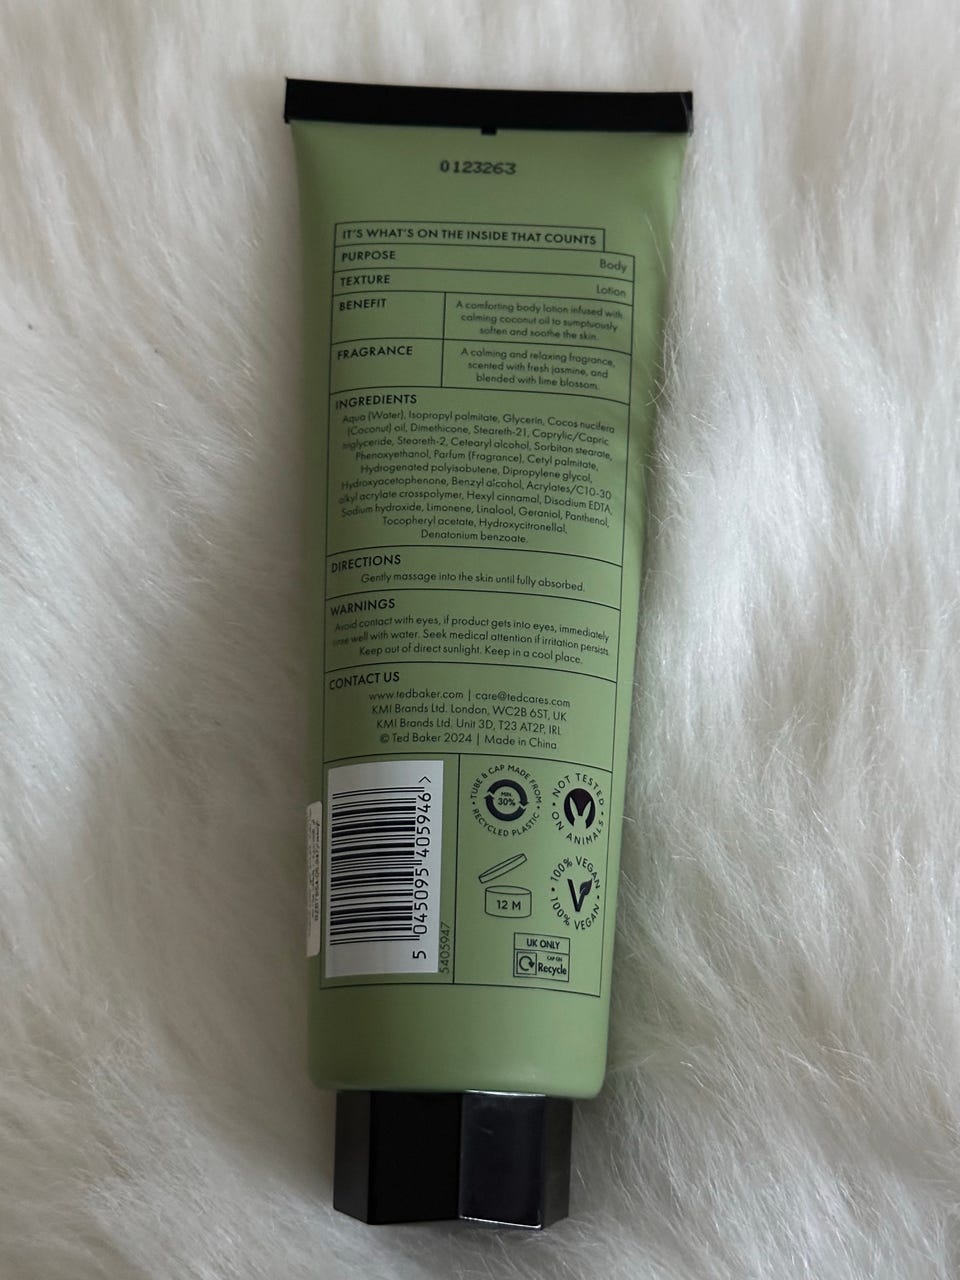 0123263
IT'S WHAT'S ON THE INSIDE THAT COUNTS
PURPOSE Body
TEXTURE Lotion
BENEFIT
A comforting body lotion infused with
calming coconut oil to sumptuously
soften and soothe the skin.
FRAGRANCE
A calming and relaxing fragrance,
scented with fresh jasmine, and
blended with lime blossom.
INGREDIENTS
Aqua (Water), Isopropyl palmitate, Glycerin, Cocos nucifera
(Coconut) oil, Dimethicone, Steareth-21, Caprylic/Capric
triglyceride, Steareth-2, Cetearyl alcohol, Sorbitan stearate,
Phenoxyethanol, Parfum (Fragrance), Cetyl palmitate,
Hydrogenated polyisobutene, Dipropylene glycol,
Hydroxyacetophenone, Benzyl alcohol, Acrylates/C10-30
alkyl acrylate crosspolymer, Hexyl cinnamal, Disodium EDTA,
Sodium hydroxide, Limonene, Linalool, Geraniol, Panthenol,
Tocopheryl acetate, Hydroxycitronellal,
Denatonium benzoate.
DIRECTIONS
Gently massage into the skin until fully absorbed.
WARNINGS
Avoid contact with eyes, if product gets into eyes, immediately
rinse well with water. Seek medical attention if irritation persists.
Keep out of direct sunlight. Keep in a cool place.
CONTACT US
www.tedbaker.com | care@tedcares.com
KMI Brands Ltd. London, WC2B 6ST, UK
KMI Brands Ltd. Unit 3D, T23 AT2P, IRL
© Ted Baker 2024 | Made in China
5 045095 405946 >
5405947
TUBE & CAP MADE FROM
MIN.
30%
RECYCLED PLASTIC
NOT TESTED
ON ANIMALS
12 M
100% VEGAN
100% VEGAN
UK ONLY
CAP ON
Recycle